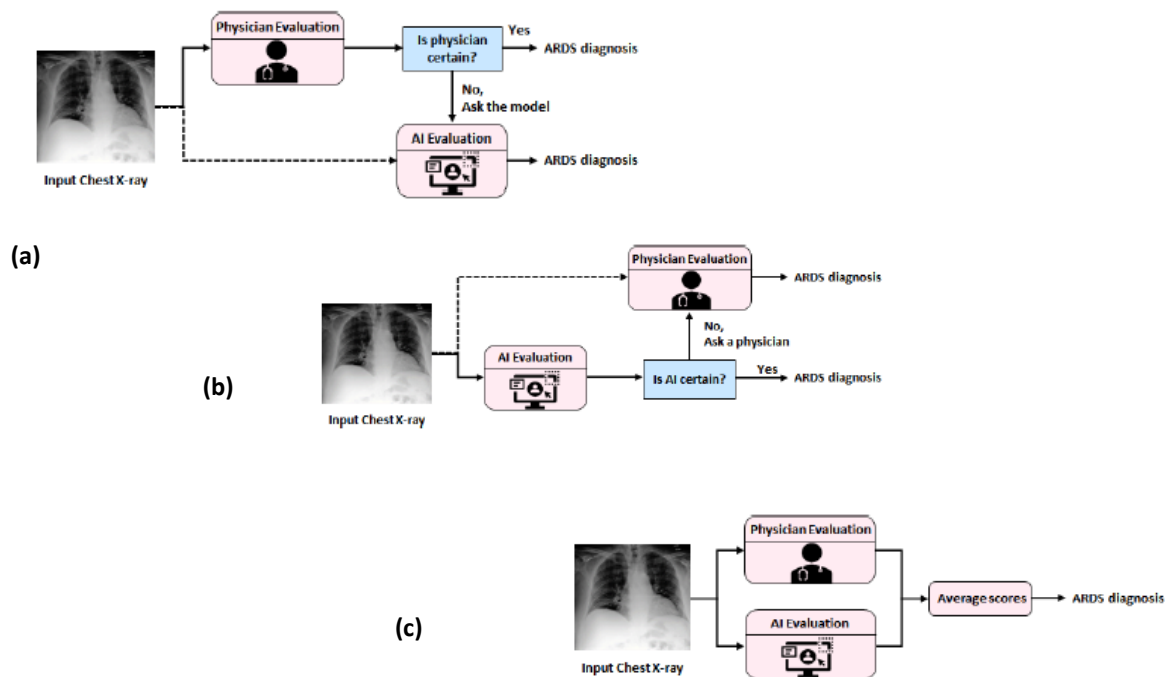 Physician Evaluation
Is physician
certain?
Yes
ARDS diagnosis
No,
Ask the model
AI Evaluation
ARDS diagnosis
Input Chest X-ray
(a)
Physician Evaluation
ARDS diagnosis
No,
Ask a physician
AI Evaluation
Is AI certain?
Yes
ARDS diagnosis
(b)
Input Chest X-ray
Physician Evaluation
Average scores
ARDS diagnosis
AI Evaluation
(c)
Input Chest X-ray